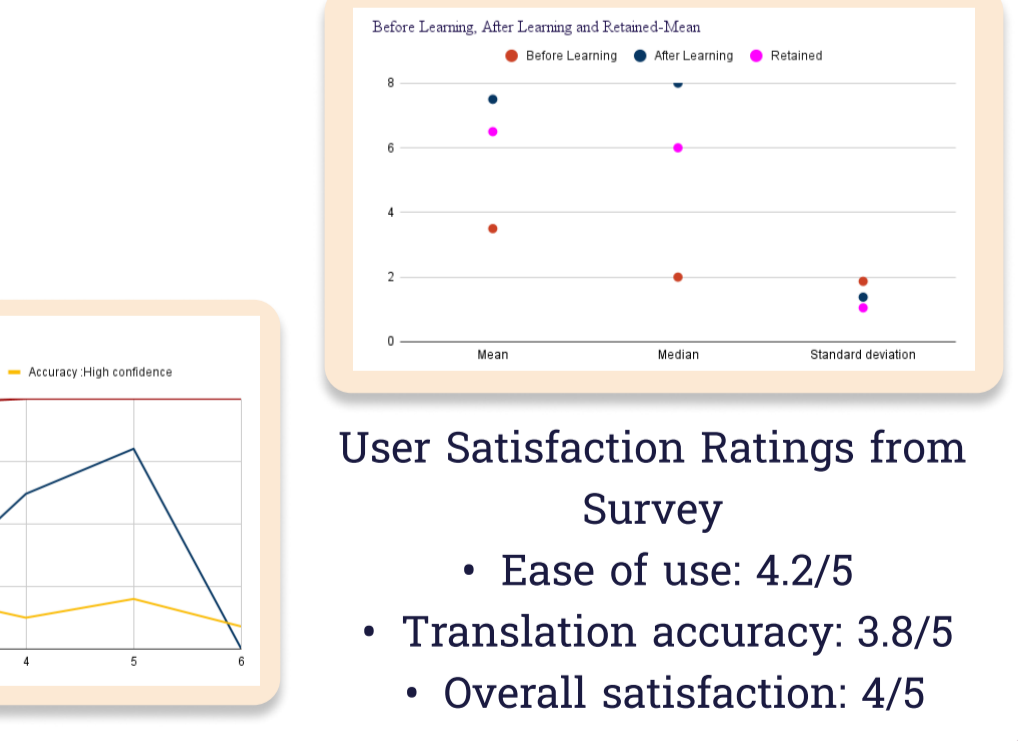 Before Learning, After Learning and Retained-Mean
Before Learning After Learning Retained
8
6
4
2
0
Mean Median Standard deviation
Accuracy :High confidence
4 5 6
User Satisfaction Ratings from
Survey
• Ease of use: 4.2/5
• Translation accuracy: 3.8/5
• Overall satisfaction: 4/5